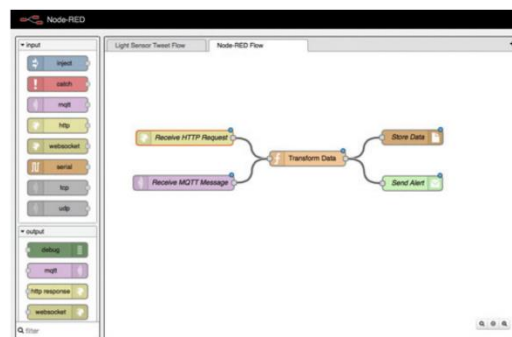 Node-RED
input
inject
catch
mqtt
http
websocket
serial
tcp
udp
output
debug
mqtt
http response
websocket
filter
Light Sensor Tweet Flow
Node-RED Flow
Receive HTTP Request
Receive MQTT Message
Transform Data
Store Data
Send Alert